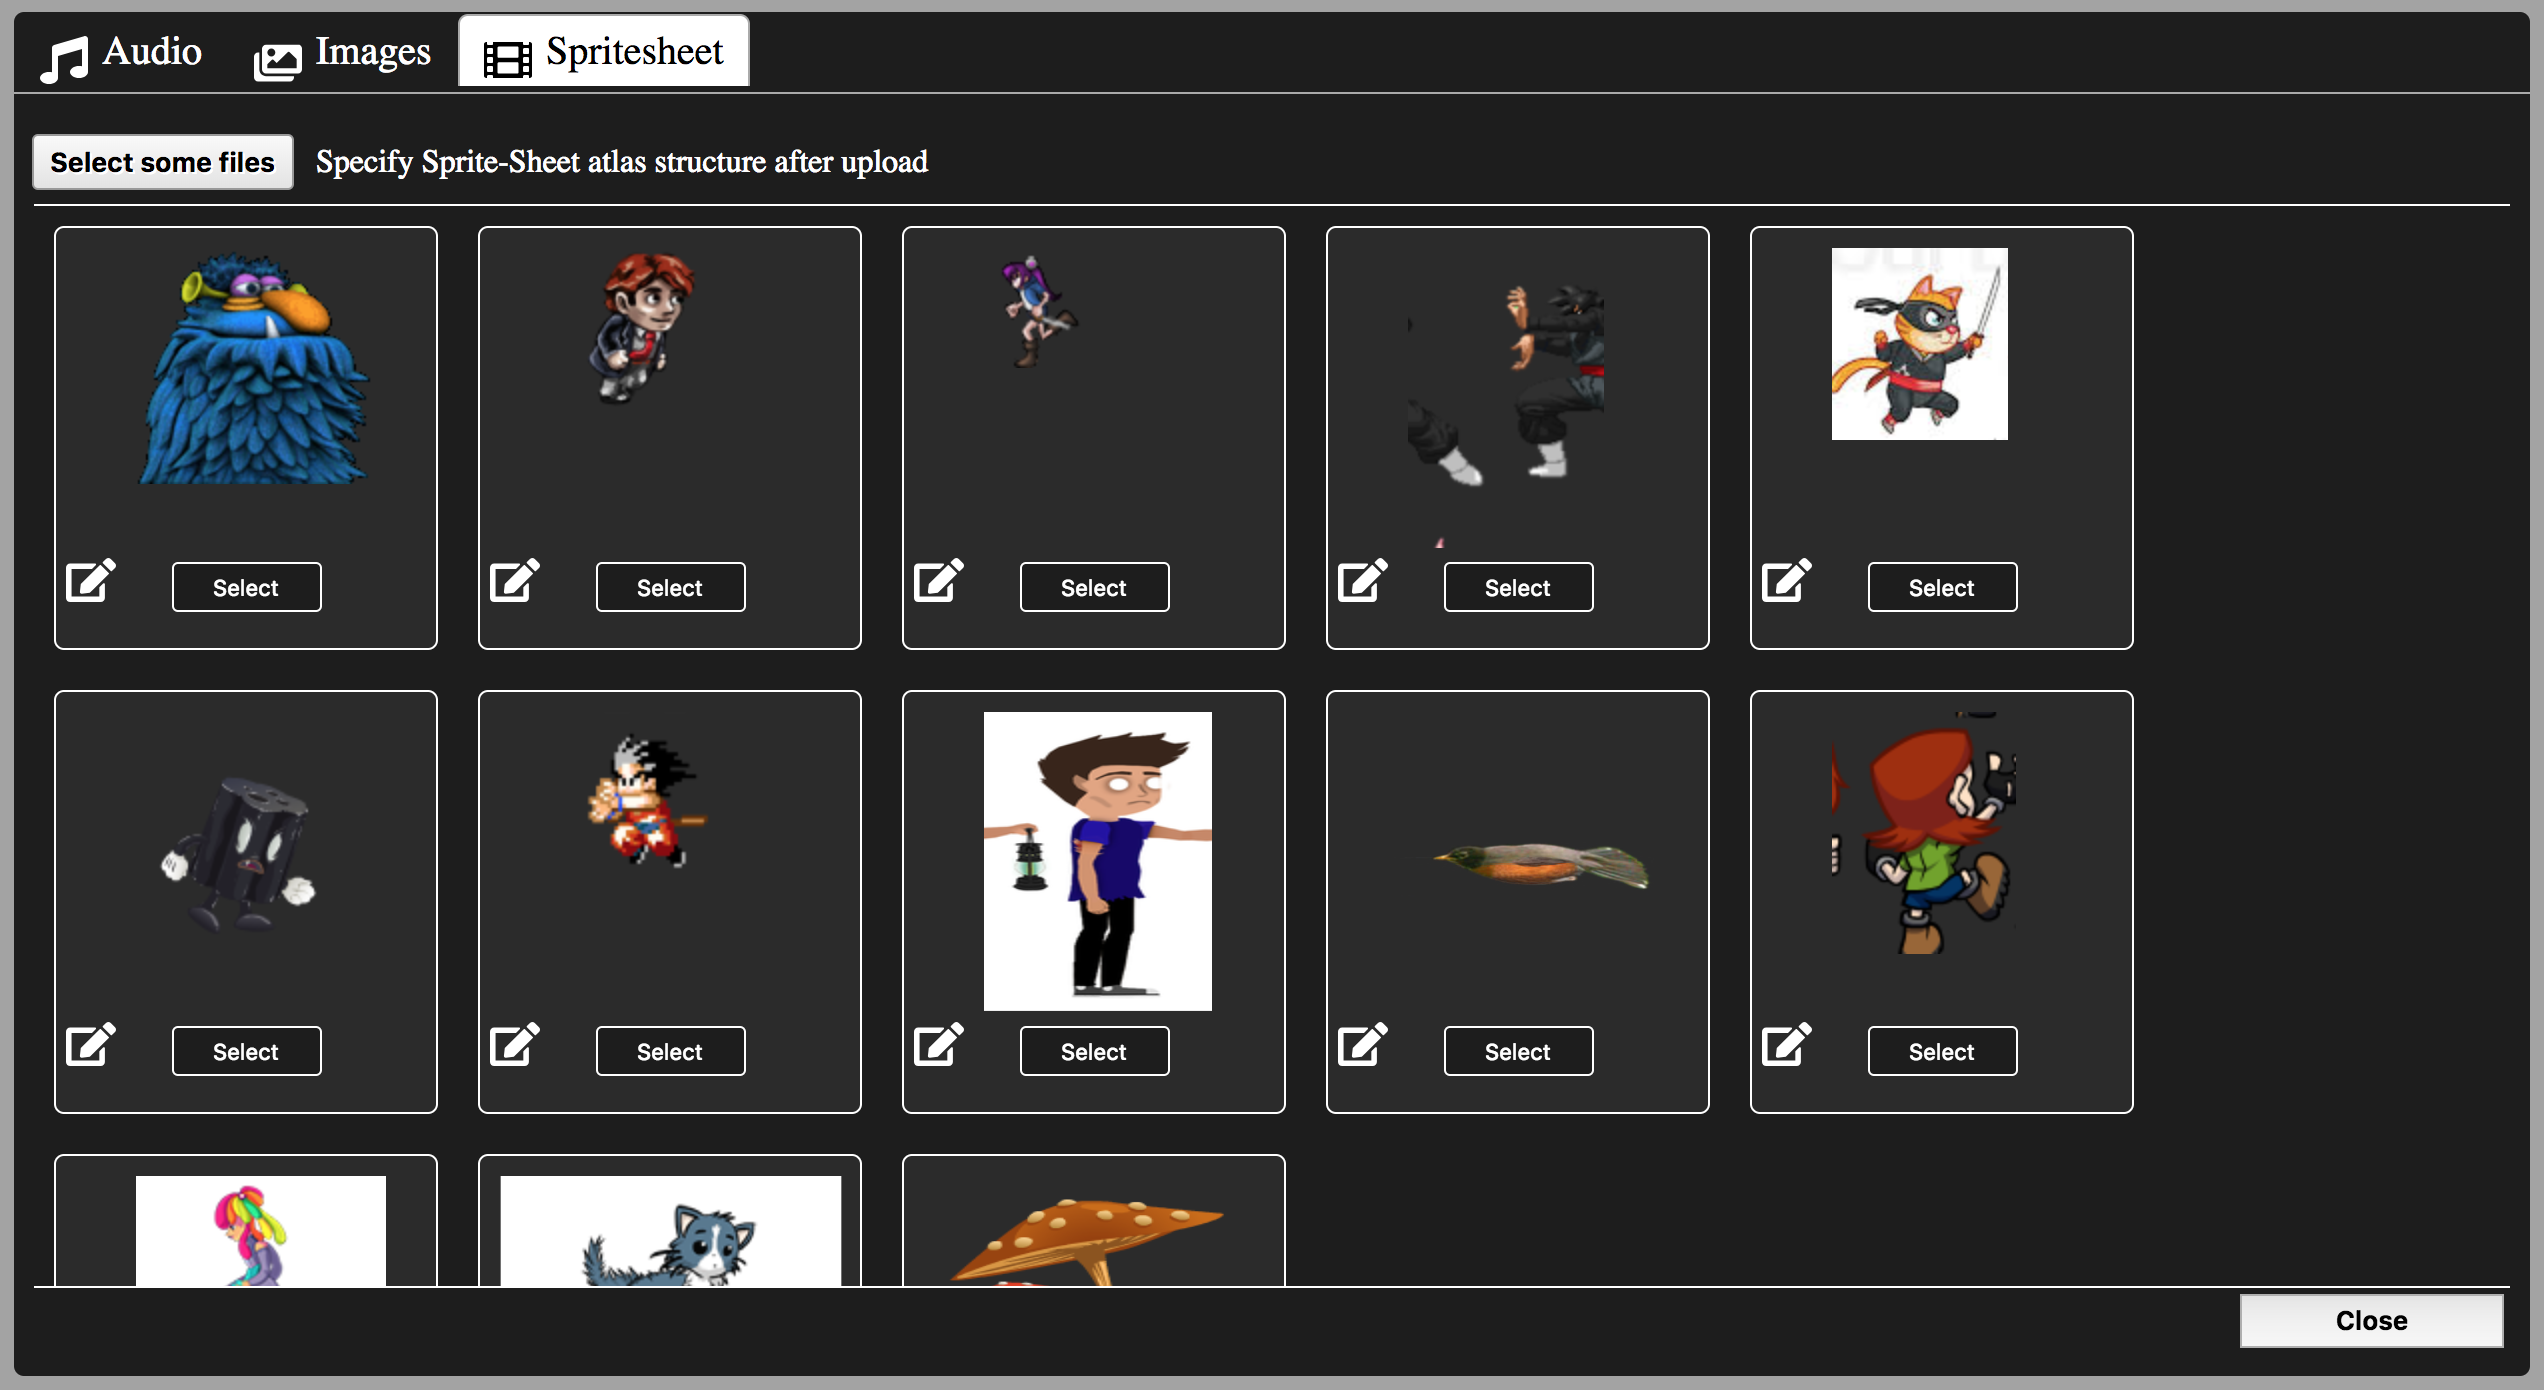 Audio
Images
Spritesheet
Select some files
Specify Sprite-Sheet atlas structure after upload
Select
Select
Select
Select
Select
Select
Select
Select
Select
Select
Close